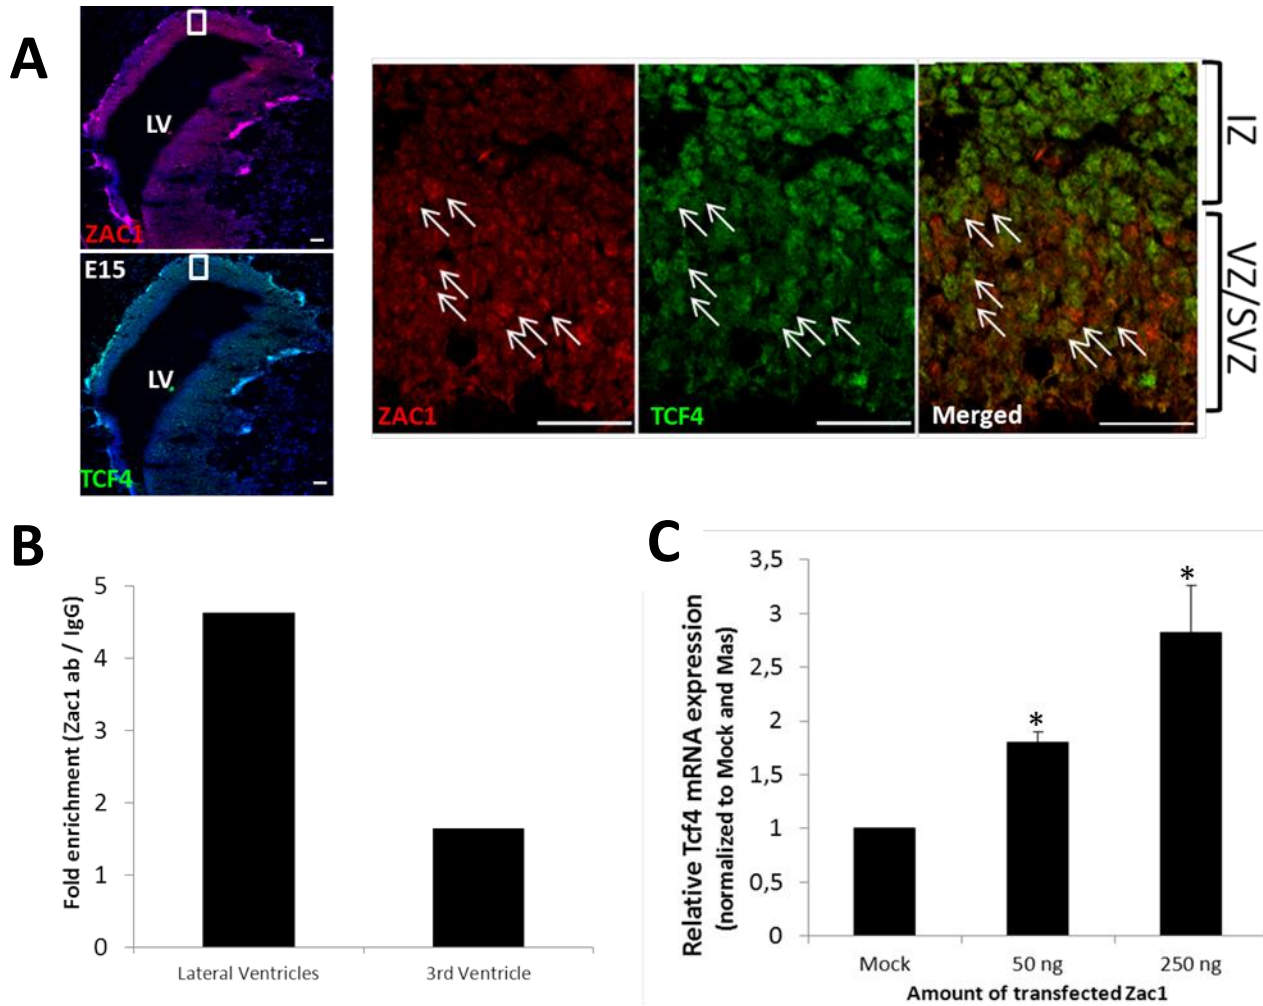 A
LV
ZAC1
E15
LV
TCF4
ZAC1
TCF4
Merged
IZ
VZ/SVZ
B
Fold enrichment (Zac1 ab / IgG)
5
4
3
2
1
0
Lateral Ventricles
3rd Ventricle
C
Relative Tcf4 mRNA expression
(normalized to Mock and Mas)
3,5
3
2,5
2
1,5
1
0,5
0
*
*
Mock
50 ng
250 ng
Amount of transfected Zac1